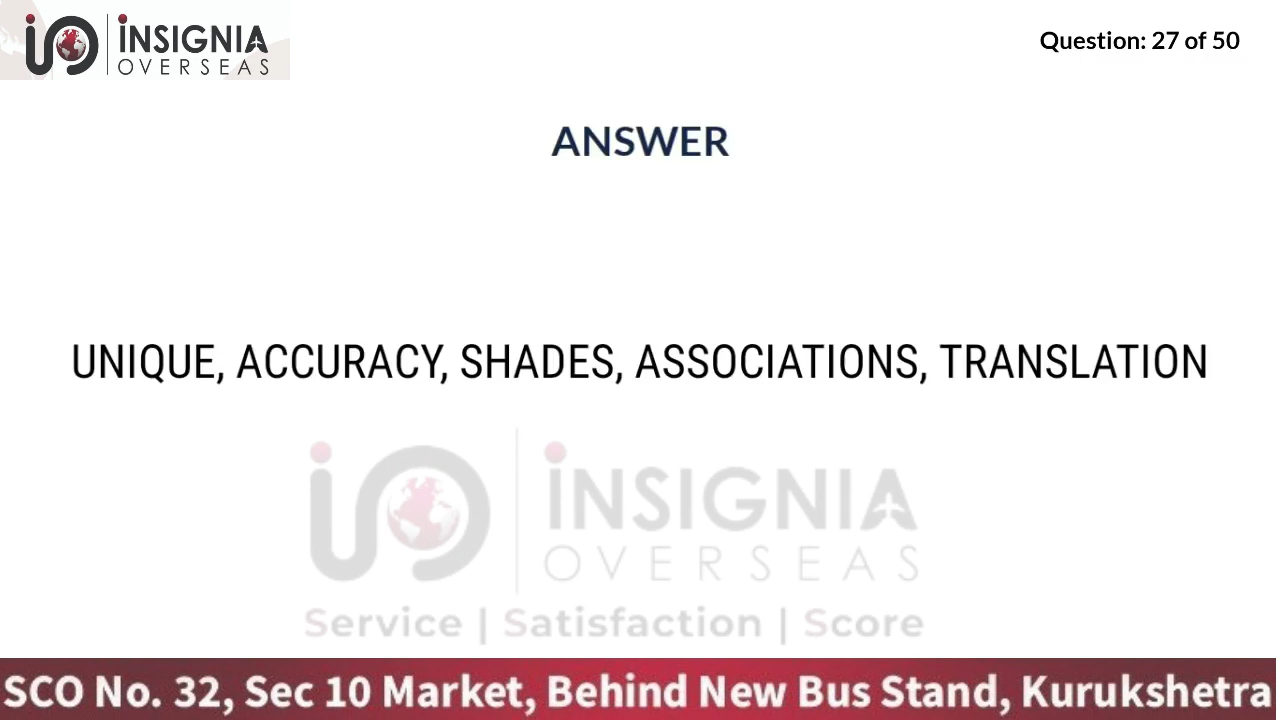 INSIGNIA
OVERSEAS
Question: 27 of 50
ANSWER
UNIQUE, ACCURACY, SHADES, ASSOCIATIONS, TRANSLATION
INSIGNIA
OVERSEAS
Service | Satisfaction | Score
SCO No. 32, Sec 10 Market, Behind New Bus Stand, Kurukshetra